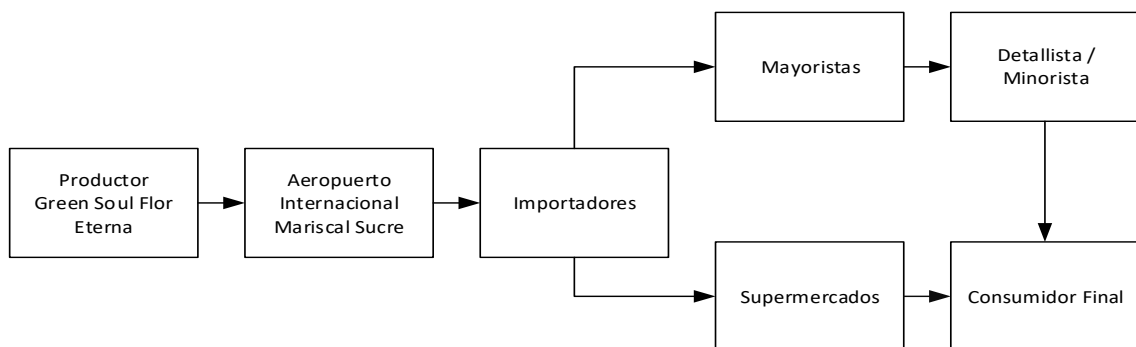 Productor
Green Soul Flor
Eterna
Aeropuerto
Internacional
Mariscal Sucre
Importadores
Mayoristas
Detallista /
Minorista
Supermercados
Consumidor Final